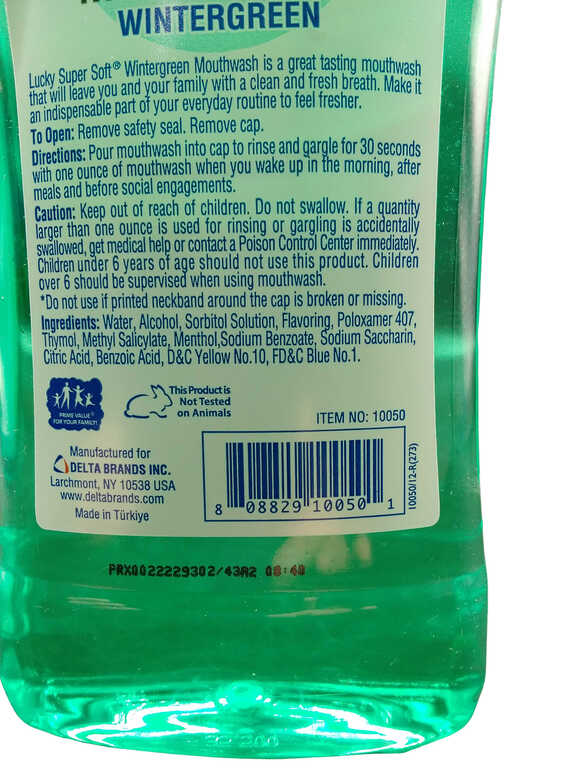 WINTERGREEN
Lucky Super Soft® Wintergreen Mouthwash is a great tasting mouthwash
that will leave you and your family with a clean and fresh breath. Make it
an indispensable part of your everyday routine to feel fresher.
To Open: Remove safety seal. Remove cap.
Directions: Pour mouthwash into cap to rinse and gargle for 30 seconds
with one ounce of mouthwash when you wake up in the morning, after
meals and before social engagements.
Caution: Keep out of reach of children. Do not swallow. If a quantity
larger than one ounce is used for rinsing or gargling is accidentally
swallowed, get medical help or contact a Poison Control Center immediately.
Children under 6 years of age should not use this product. Children
over 6 should be supervised when using mouthwash.
*Do not use if printed neckband around the cap is broken or missing.
Ingredients: Water, Alcohol, Sorbitol Solution, Flavoring, Poloxamer 407,
Thymol, Methyl Salicylate, Menthol,Sodium Benzoate, Sodium Saccharin,
Citric Acid, Benzoic Acid, D&C Yellow No.10, FD&C Blue No.1.
PRIME VALUE®
FOR YOUR FAMILY!
This Product is
Not Tested
on Animals
ITEM NO: 10050
Manufactured for
DELTA BRANDS INC.
Larchmont, NY 10538 USA
www.deltabrands.com
Made in Türkiye
8 08829 10050 1
10050/12-R(273)
PRX0022229302/43A2 08:40